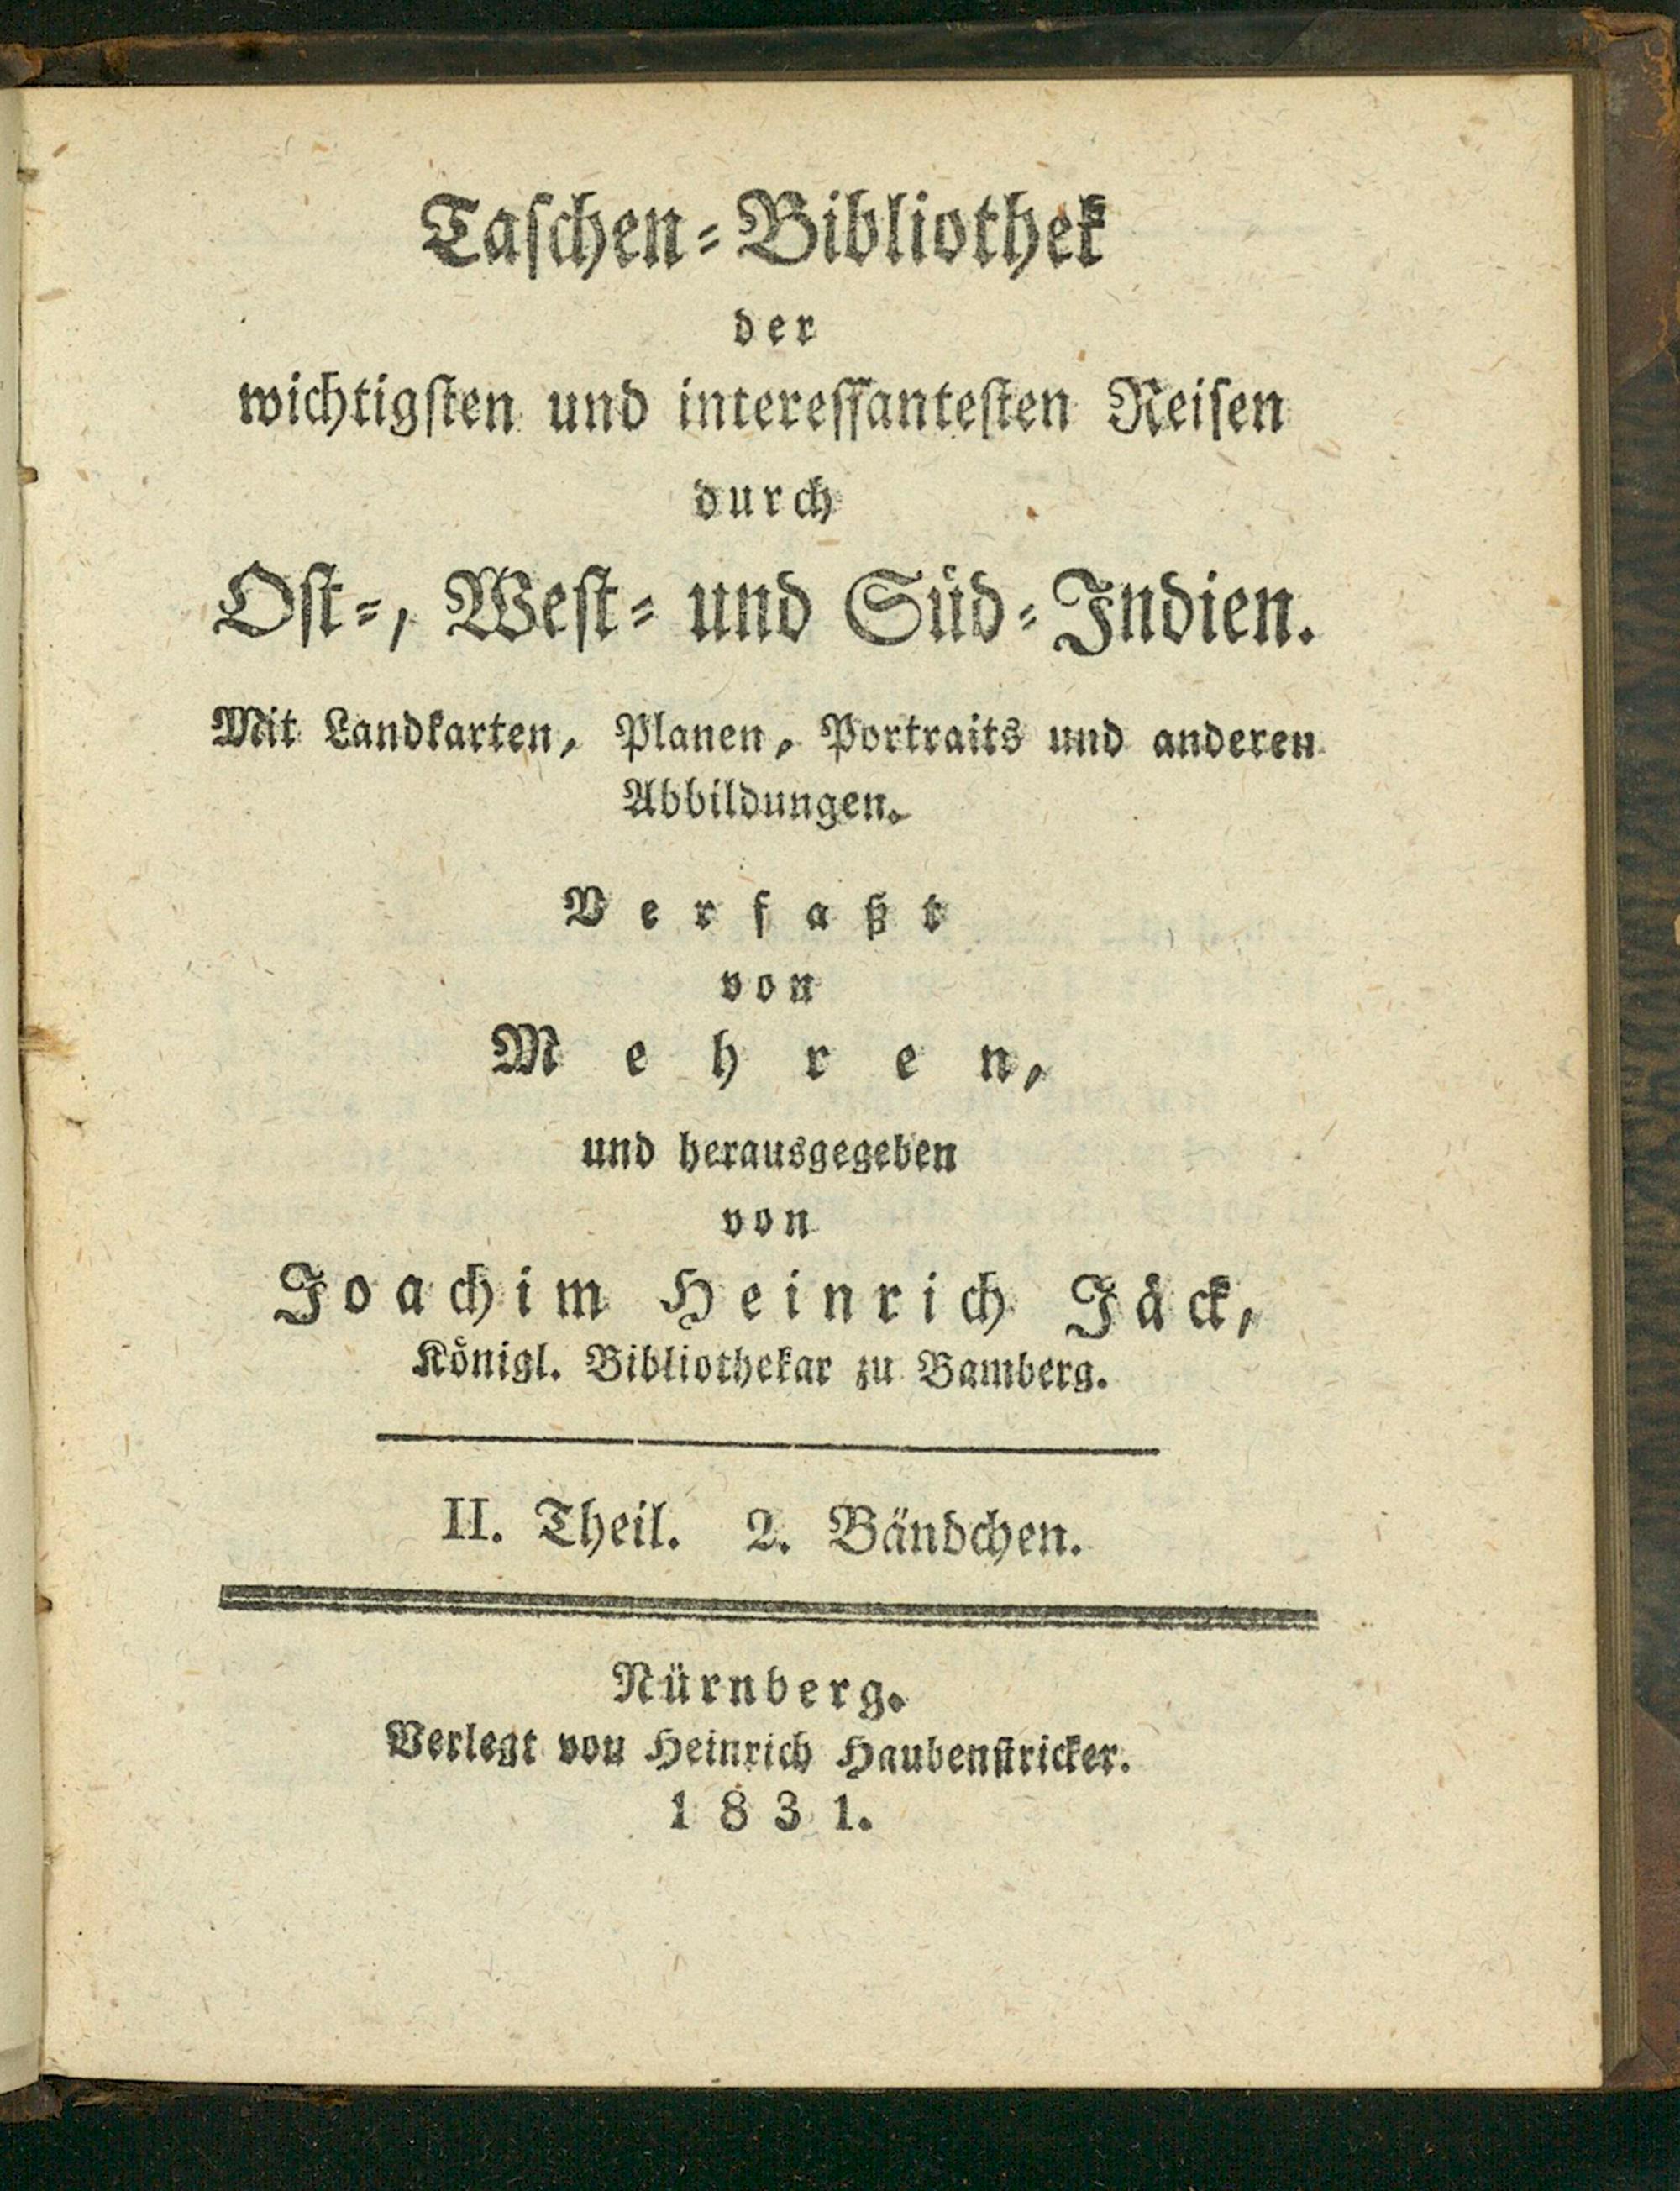 Taschen-Bibliothek
der
wichtigsten und interessantesten Reisen
durch
Ost-, West- und Süd-Indien.
Mit Landkarten, Planen, Portraits und anderen
Abbildungen.
Verfaßt
von
Mehren,
und herausgegeben
von
Joachim Heinrich Jäck,
Königl. Bibliothekar zu Bamberg.
II. Theil. 2. Bändchen.
Nürnberg.
Verlegt von Heinrich Haubenstricker.
1831.